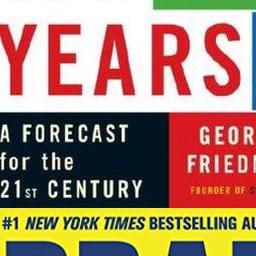 YEARS
A FORECAST
for the
21ST CENTURY
GEOR
FRIEDM
FOUNDER OF S
#1 NEW YORK TIMES BESTSELLING AU